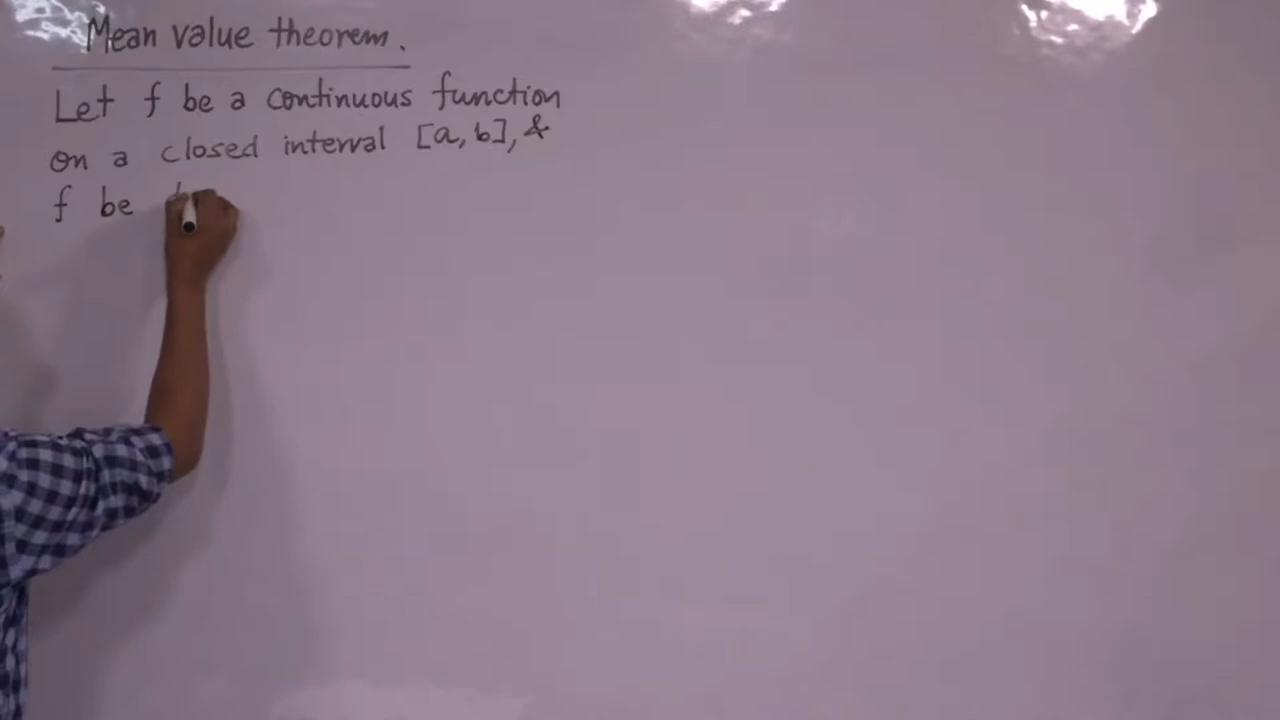 Mean value theorem.
Let f be a continuous function
on a closed interval [a, b], &
f be